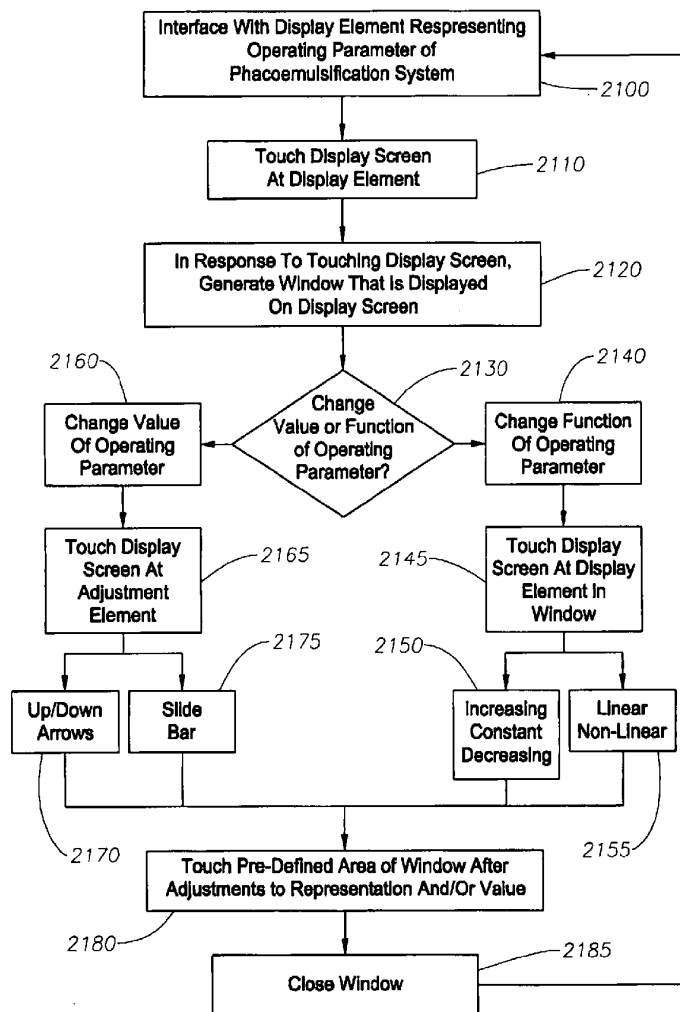 Interface With Display Element Respresenting
Operating Parameter of
Phacoemulsification System
2100
Touch Display Screen
At Display Element
2110
In Response To Touching Display Screen,
Generate Window That Is Displayed
On Display Screen
2120
2160
2130
2140
Change Value
Of Operating
Parameter
Change
Value or Function
of Operating
Parameter?
Change Function
Of Operating
Parameter
Touch Display
Screen At
Adjustment
Element
2165
2145
Touch Display
Screen At Display
Element In
Window
2175
2150
Up/Down
Arrows
Slide
Bar
Increasing
Constant
Decreasing
Linear
Non-Linear
2170
2155
Touch Pre-Defined Area of Window After
Adjustments to Representation And/Or Value
2180
2185
Close Window